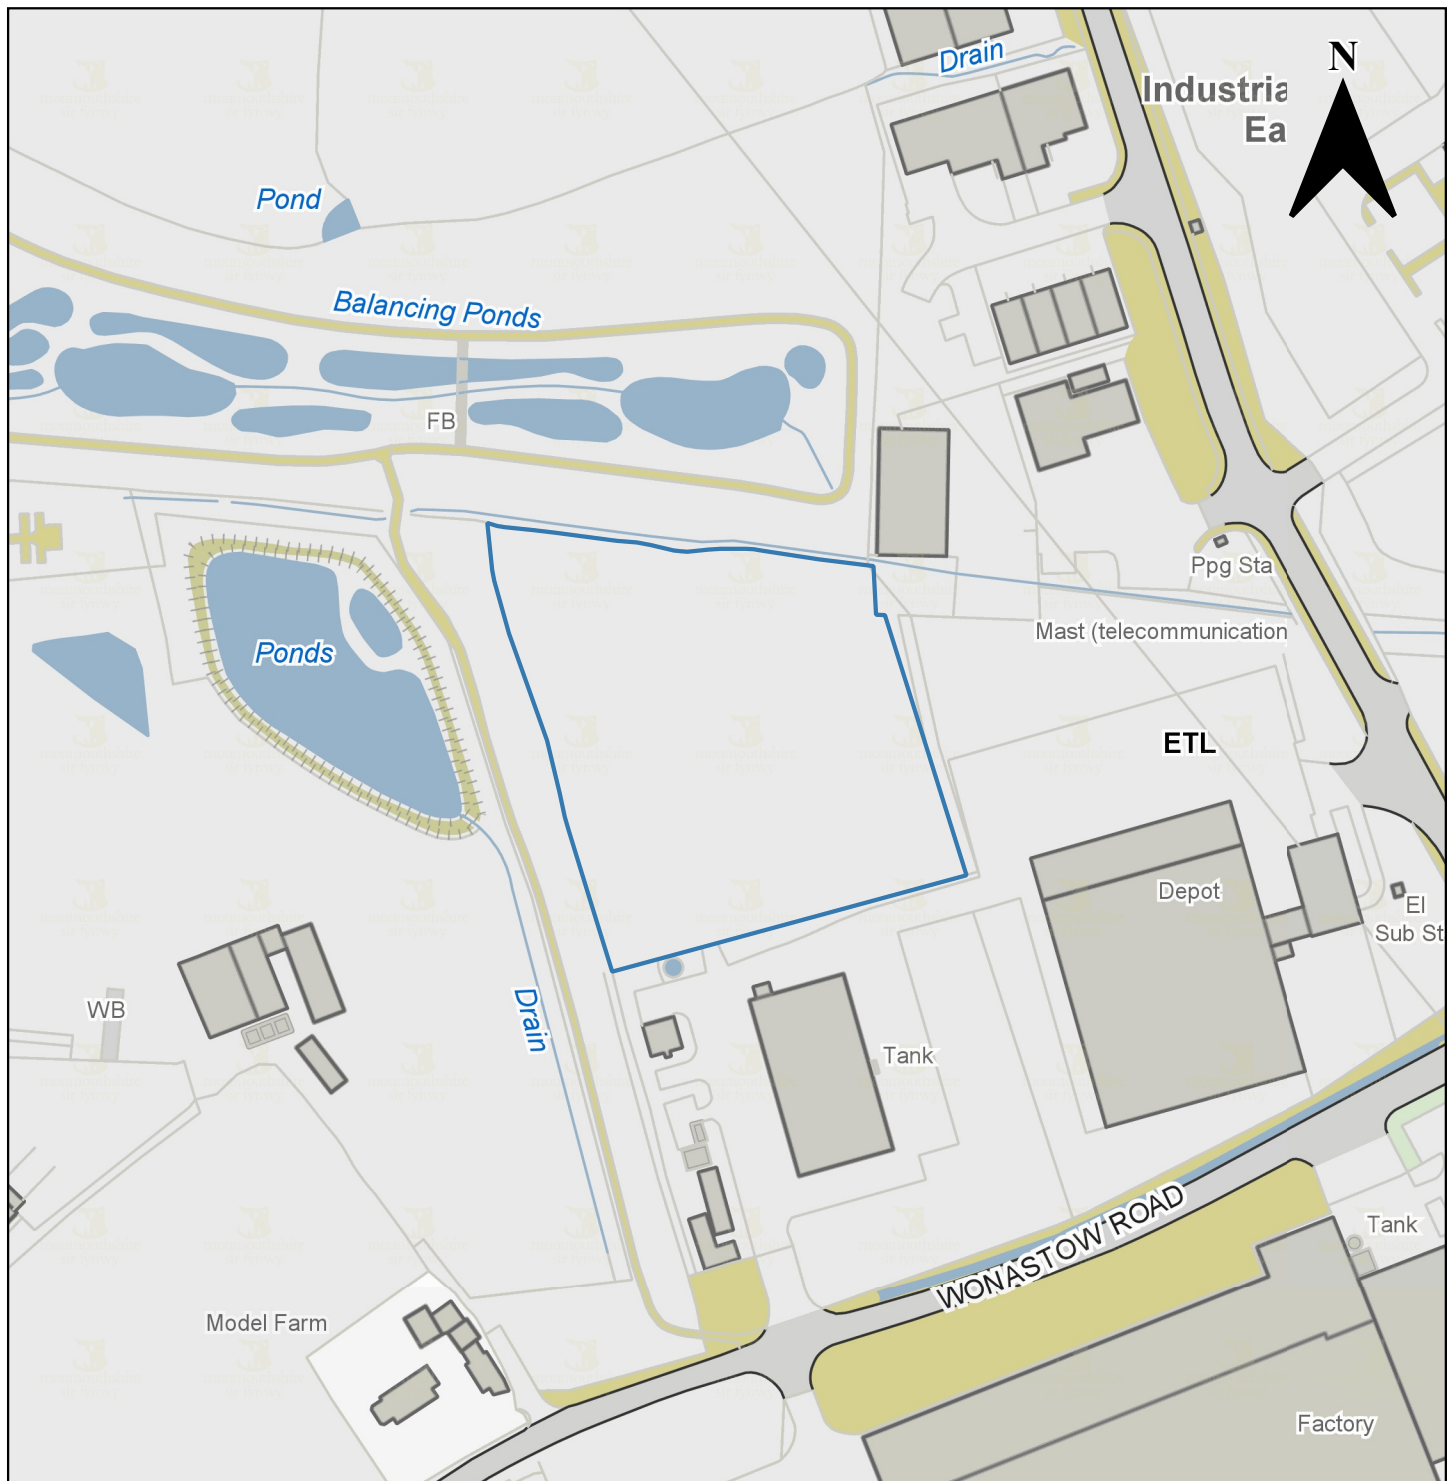 Drain
N
Industria
Ea
Pond
Balancing Ponds
FB
Ppg Sta
Mast (telecommunication
Ponds
ETL
Depot
El
Sub St
WB
Drain
Tank
WONASTOW ROAD
Tank
Model Farm
Factory